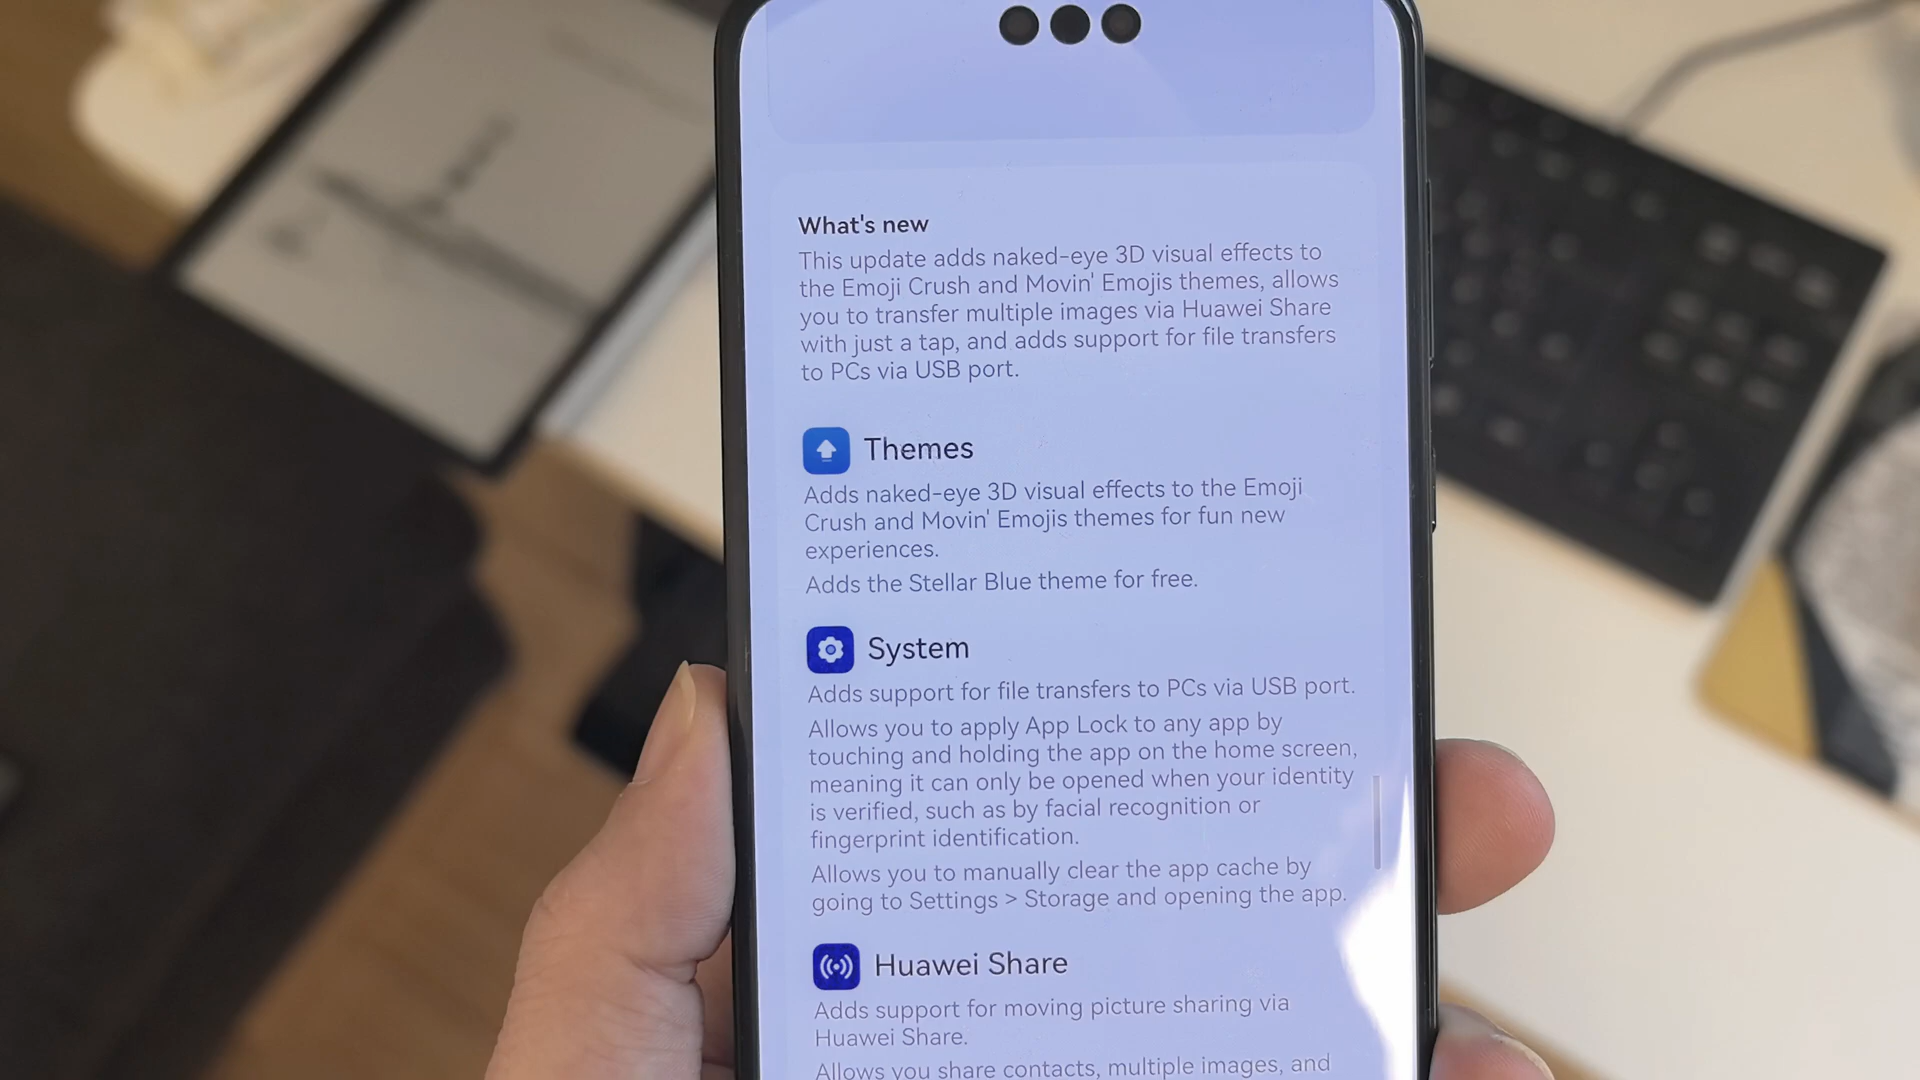 What's new
This update adds naked-eye 3D visual effects to
the Emoji Crush and Movin' Emojis themes, allows
you to transfer multiple images via Huawei Share
with just a tap, and adds support for file transfers
to PCs via USB port.
Themes
Adds naked-eye 3D visual effects to the Emoji
Crush and Movin' Emojis themes for fun new
experiences.
Adds the Stellar Blue theme for free.
System
Adds support for file transfers to PCs via USB port.
Allows you to apply App Lock to any app by
touching and holding the app on the home screen,
meaning it can only be opened when your identity
is verified, such as by facial recognition or
fingerprint identification.
Allows you to manually clear the app cache by
going to Settings > Storage and opening the app.
Huawei Share
Adds support for moving picture sharing via
Huawei Share.
Allows you share contacts, multiple images, and